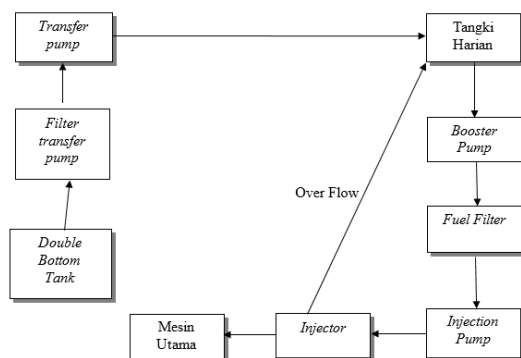 Transfer
pump
Tangki
Harian
Filter
transfer
pump
Booster
Pump
Over Flow
Fuel Filter
Double
Bottom
Tank
Mesin
Utama
Injector
Injection
Pump